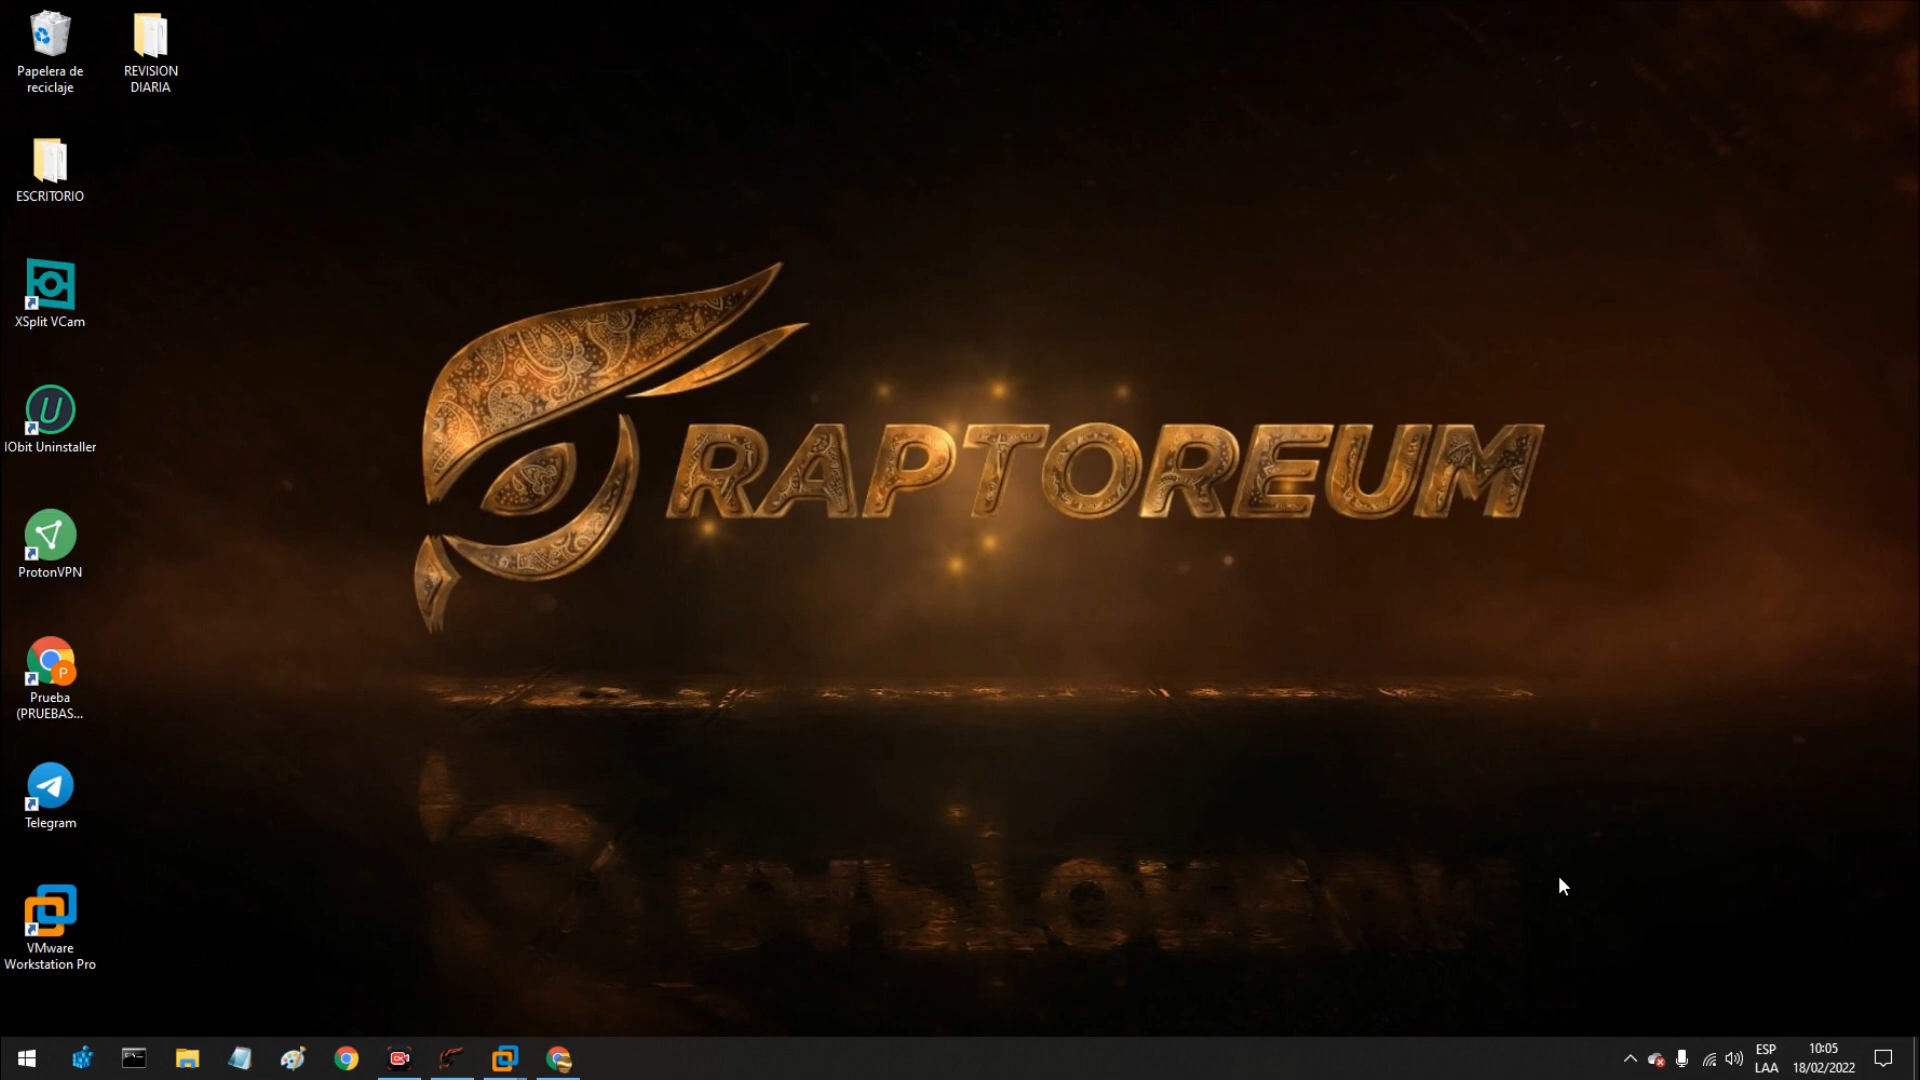 Papelera de
reciclaje
REVISION
DIARIA
ESCRITORIO
XSplit VCam
IObit Uninstaller
ProtonVPN
P
Prueba
(PRUEBAS...
Telegram
VMware
Workstation Pro
RAPTOREUM
ESP
LAA
10:05
18/02/2022